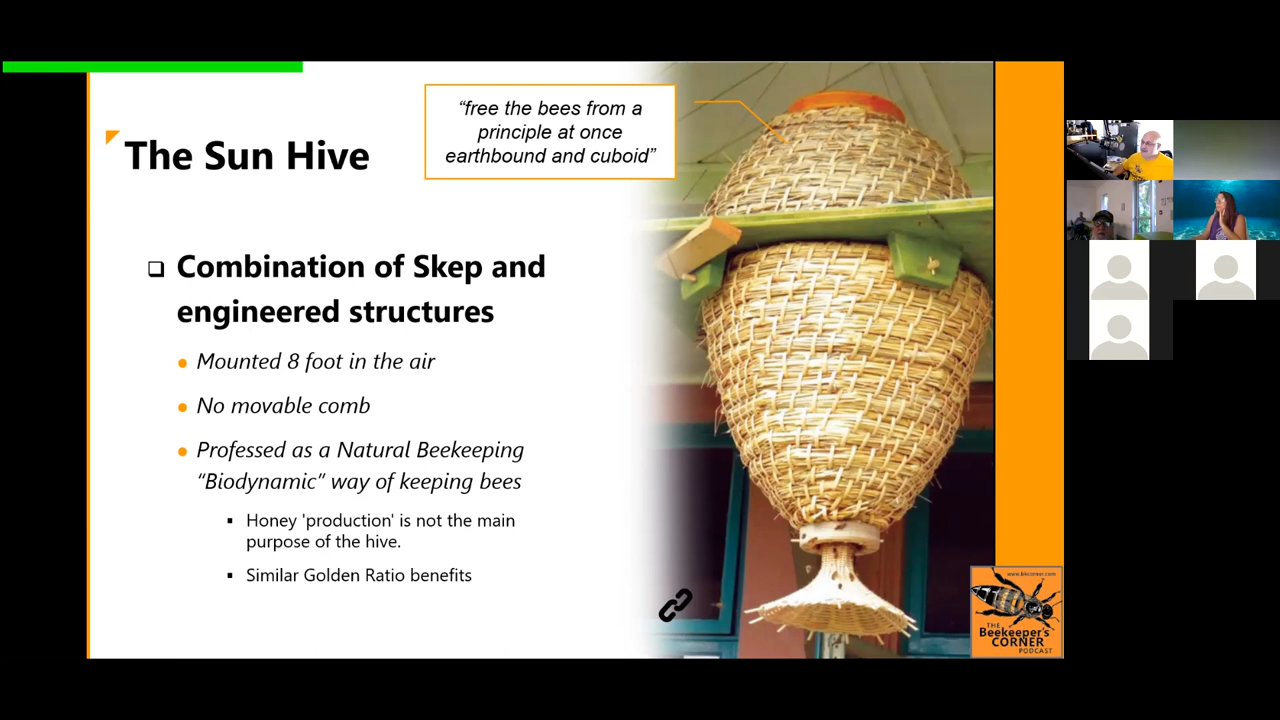 “free the bees from a
principle at once
earthbound and cuboid”
The Sun Hive
Combination of Skep and
engineered structures
Mounted 8 foot in the air
No movable comb
Professed as a Natural Beekeeping
“Biodynamic” way of keeping bees
Honey 'production' is not the main
purpose of the hive.
Similar Golden Ratio benefits
www.bkcorner.com
THE
Beekeeper's
CORNER
PODCAST